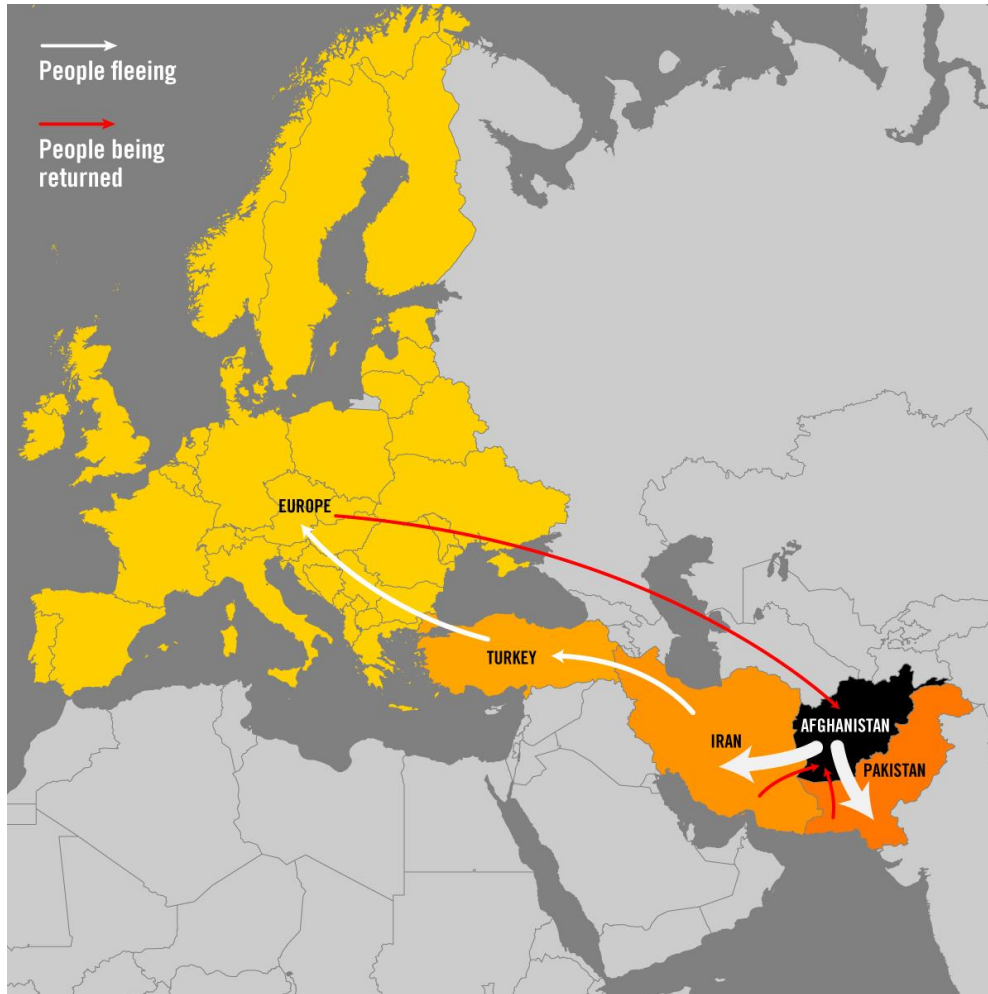 People fleeing
People being
returned
EUROPE
TURKEY
IRAN
AFGHANISTAN
PAKISTAN